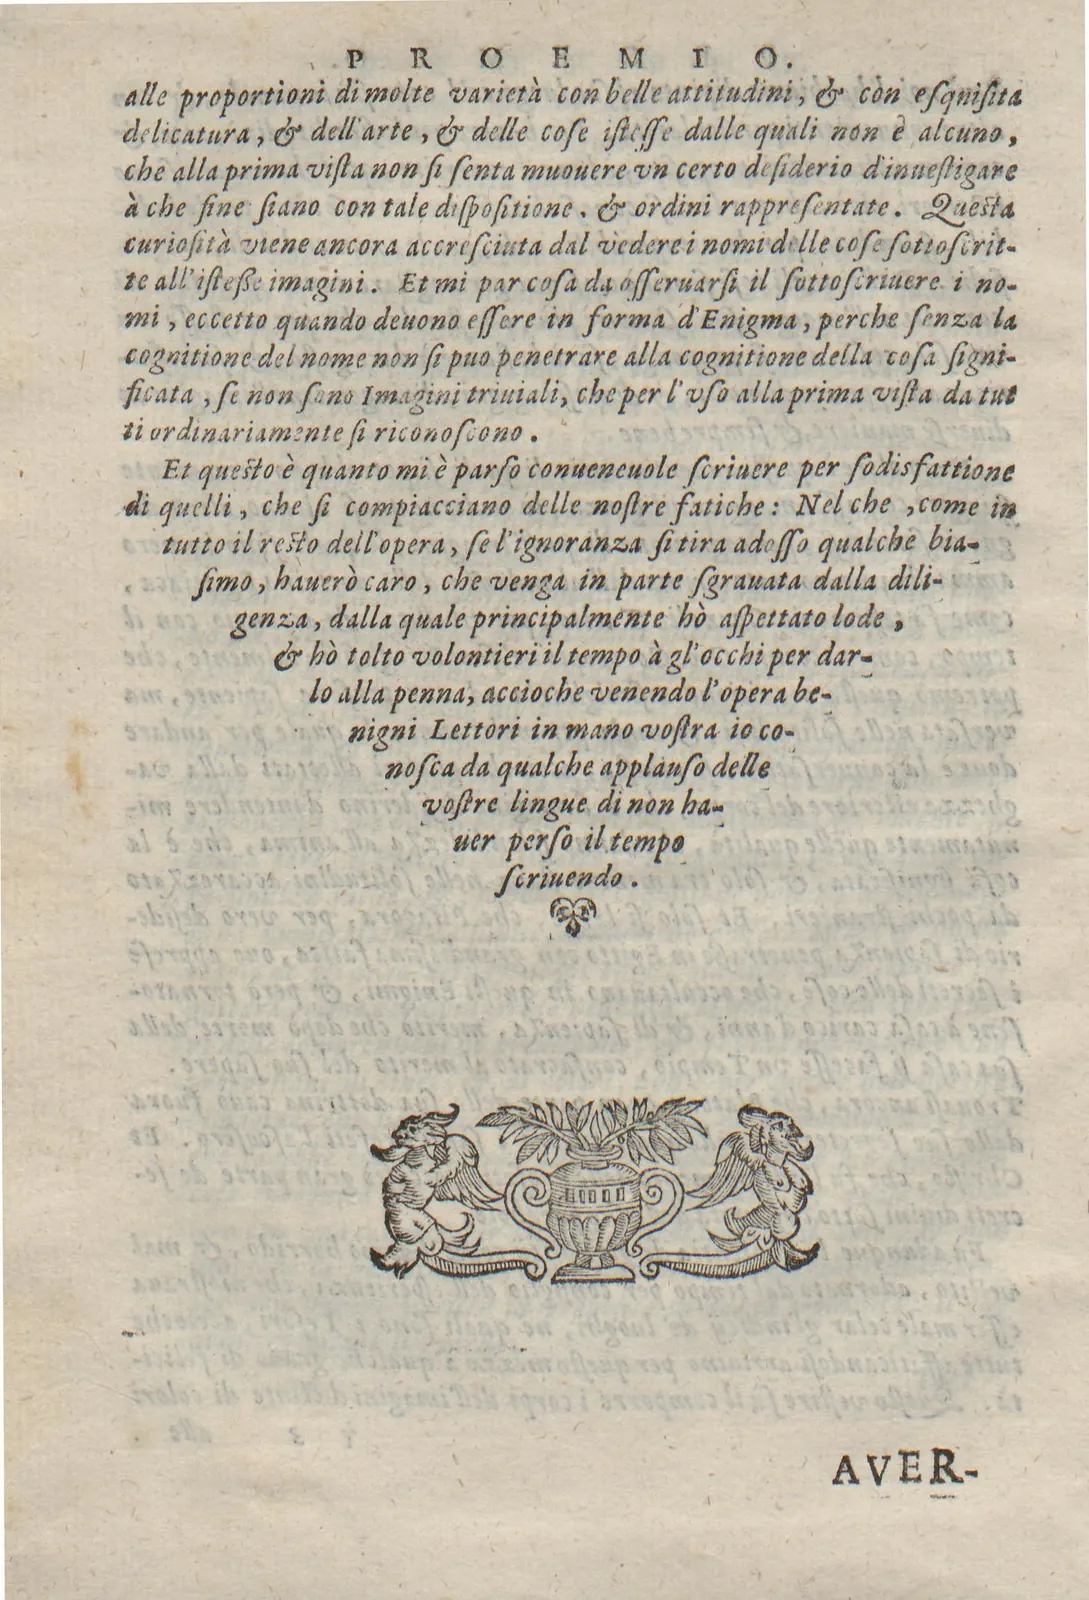 PROEMIO.
alle proportioni di molte varietà con belle attitudini, & còn esquisita
delicatura, & dell'arte, & delle cose istesse dalle quali non è alcuno,
che alla prima vista non si senta muouere vn certo desiderio d'inuestigare
à che fine siano con tale dispositione, & ordini rappresentate. Questa
curiosità viene ancora accresciuta dal vedere i nomi delle cose sottoscrit-
te all'istesse imagini. Et mi par cosa da osseruarsi il sottoscriuere i no-
mi, eccetto quando deuono essere in forma d'Enigma, perche senza la
cognitione del nome non si puo penetrare alla cognitione della cosa signi-
ficata, se non sono Imagini triuiali, che per l'vso alla prima vista da tut
ti ordinariamente si riconoscono.
Et questo è quanto mi è parso conueneuole scriuere per sodisfattione
di quelli, che si compiacciano delle nostre fatiche: Nel che, come in
tutto il resto dell'opera, se l'ignoranza si tira adosso qualche bia-
simo, hauerò caro, che venga in parte sgrauata dalla dili-
genza, dalla quale principalmente hò aspettato lode,
& hò tolto volontieri il tempo à gl'occhi per dar-
lo alla penna, accioche venendo l'opera be-
nigni Lettori in mano vostra io co-
nosca da qualche applauso delle
vostre lingue di non ha-
uer perso il tempo
scriuendo.
AVER-